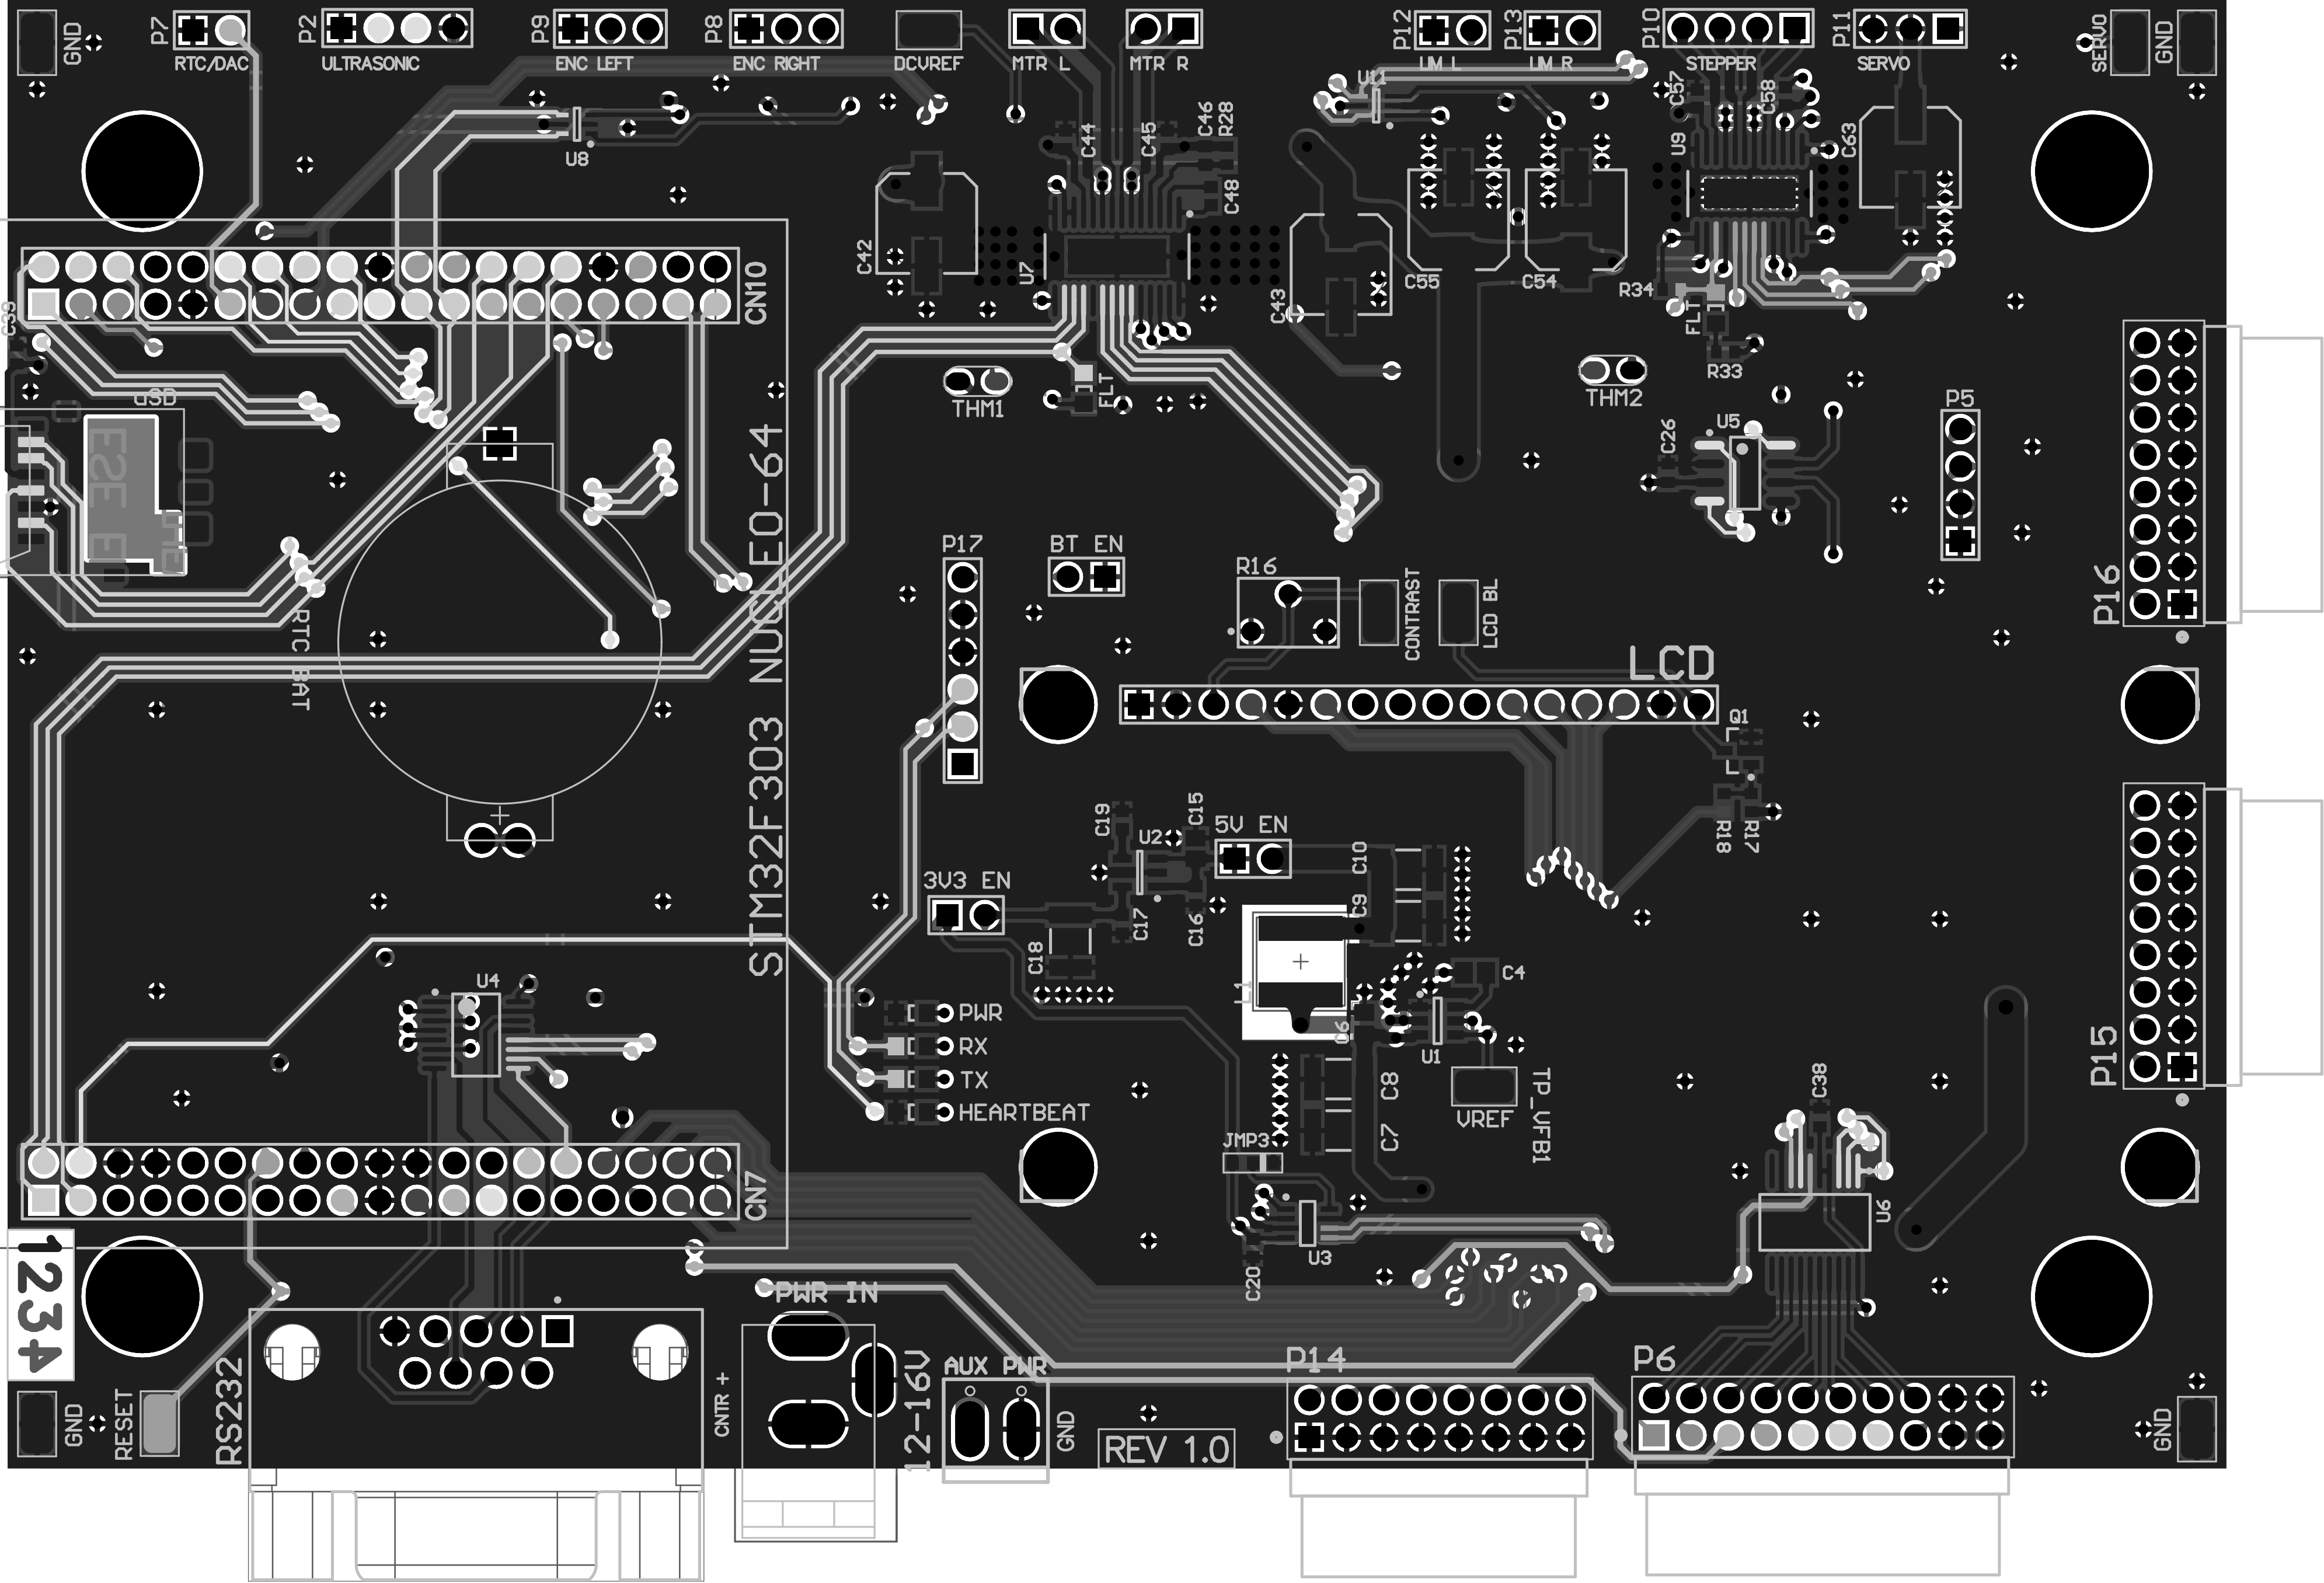 GND
P7
RTC/DAC
P2
ULTRASONIC
P9
ENC LEFT
P8
ENC RIGHT
DCVREF
MTR L
MTR R
P12
LIM L
P13
LIM R
P10
STEPPER
P11
SERVO
SERVO
GND
U11
C57
C58
U8
C44
C45
C46
R28
C48
U9
C63
C42
U7
C43
C55
C54
R34
FLT
R33
CN10
C39
uSD
THM1
FLT
THM2
P5
U5
C26
STM32F303 NUCLEO-64
RTC BAT
P17
BT EN
R16
CONTRAST
LCD BL
LCD
P16
Q1
R18
R17
C19
C15
U2
5V EN
C10
C9
3V3 EN
C17
C16
C18
L1
C4
C6
U1
U4
PWR
RX
TX
HEARTBEAT
C8
C7
VREF
TP_VFB1
P15
C38
JMP3
U6
U3
C20
CN7
1234
GND
RESET
RS232
PWR IN
CNTR +
12-16V
AUX PWR
GND
REV 1.0
P14
P6
GND